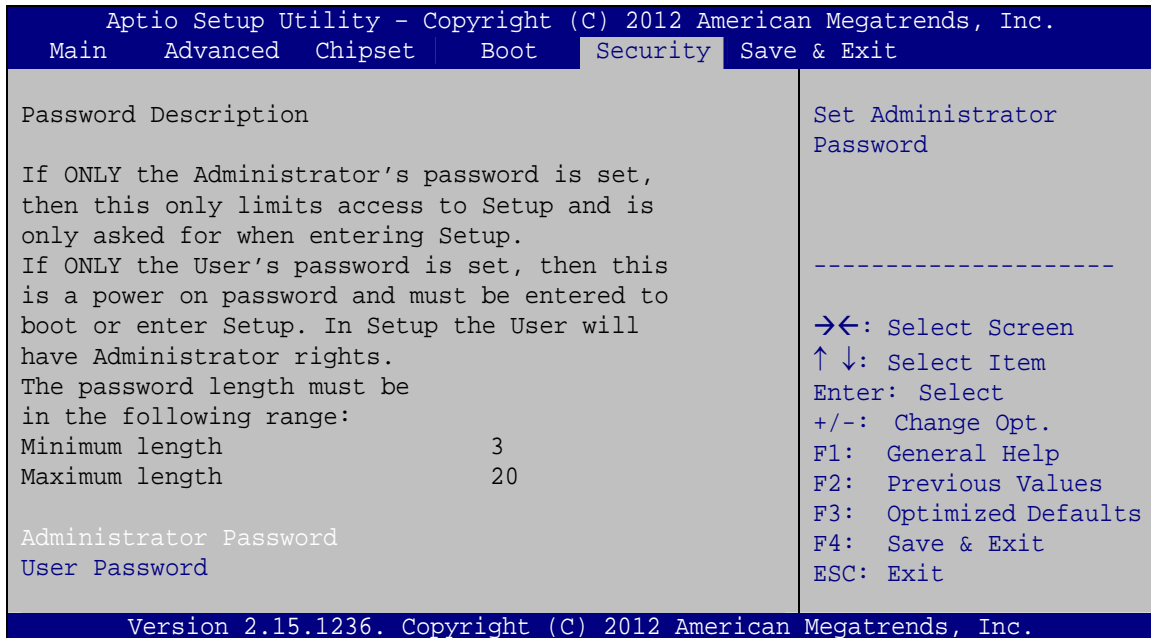 Aptio Setup Utility – Copyright (C) 2012 American Megatrends, Inc.
Main Advanced Chipset Boot Security Save & Exit
Password Description
If ONLY the Administrator’s password is set,
then this only limits access to Setup and is
only asked for when entering Setup.
If ONLY the User’s password is set, then this
is a power on password and must be entered to
boot or enter Setup. In Setup the User will
have Administrator rights.
The password length must be
in the following range:
Minimum length 3
Maximum length 20
Administrator Password
User Password
Set Administrator
Password
---------------------
→←: Select Screen
↑ ↓: Select Item
Enter: Select
+/-: Change Opt.
F1: General Help
F2: Previous Values
F3: Optimized Defaults
F4: Save & Exit
ESC: Exit
Version 2.15.1236. Copyright (C) 2012 American Megatrends, Inc.